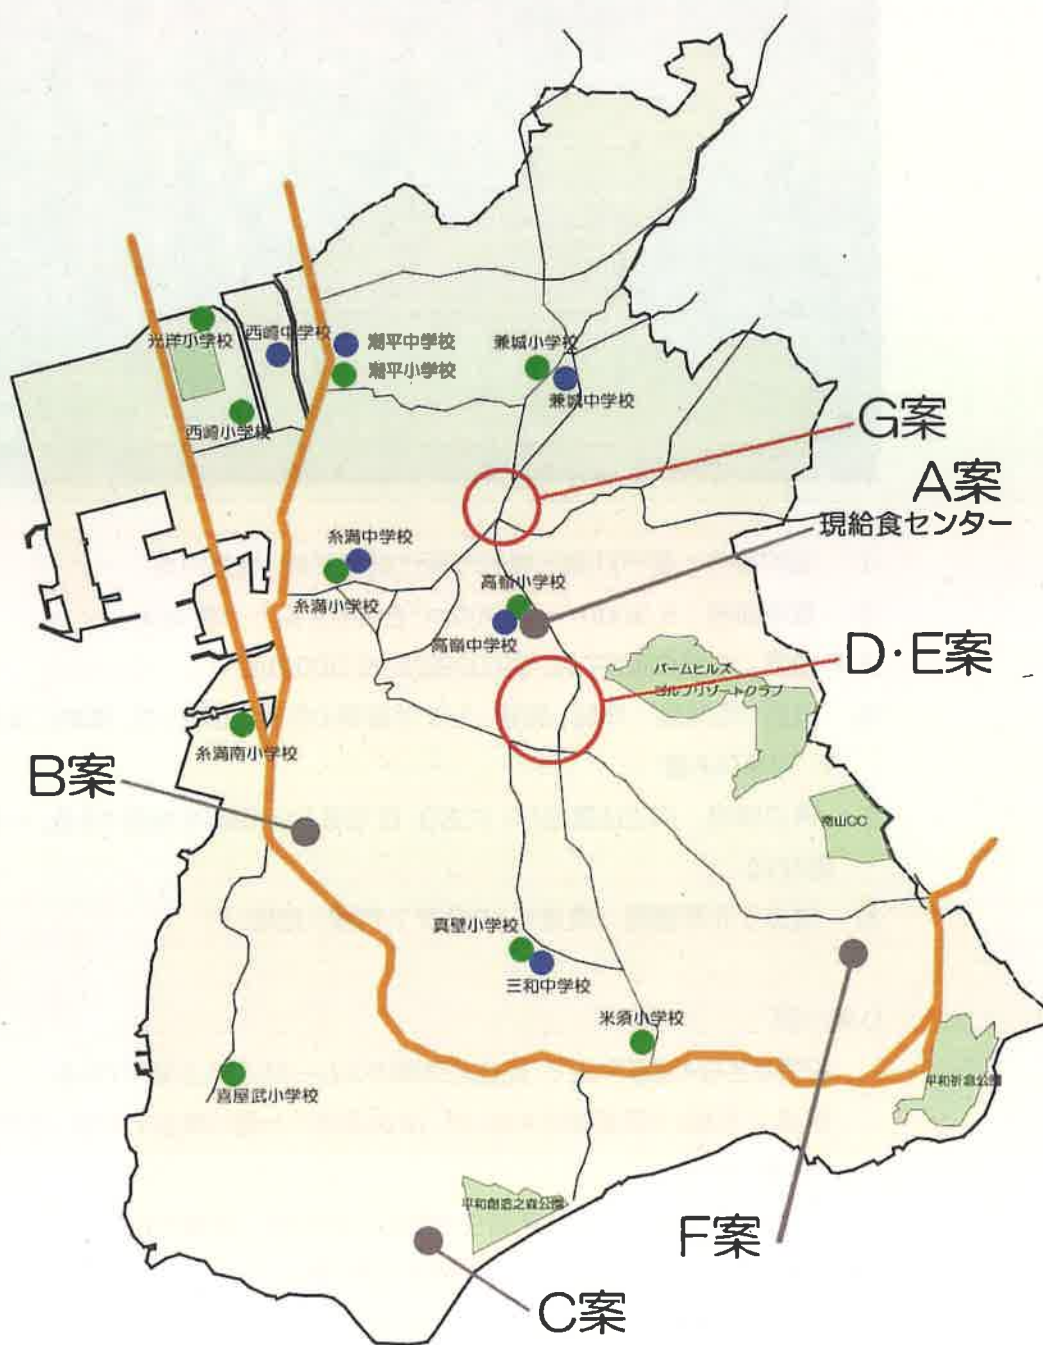 光洋小学校
西崎中学校
潮平中学校
潮平小学校
兼城小学校
兼城中学校
西崎小学校
G案
A案
現給食センター
糸満中学校
糸満小学校
高嶺小学校
高嶺中学校
パームヒルズ
ゴルフリゾートクラブ
D・E案
糸満南小学校
B案
南山CC
真壁小学校
三和中学校
米須小学校
喜屋武小学校
平和祈念公園
平和創造之森公園
F案
C案